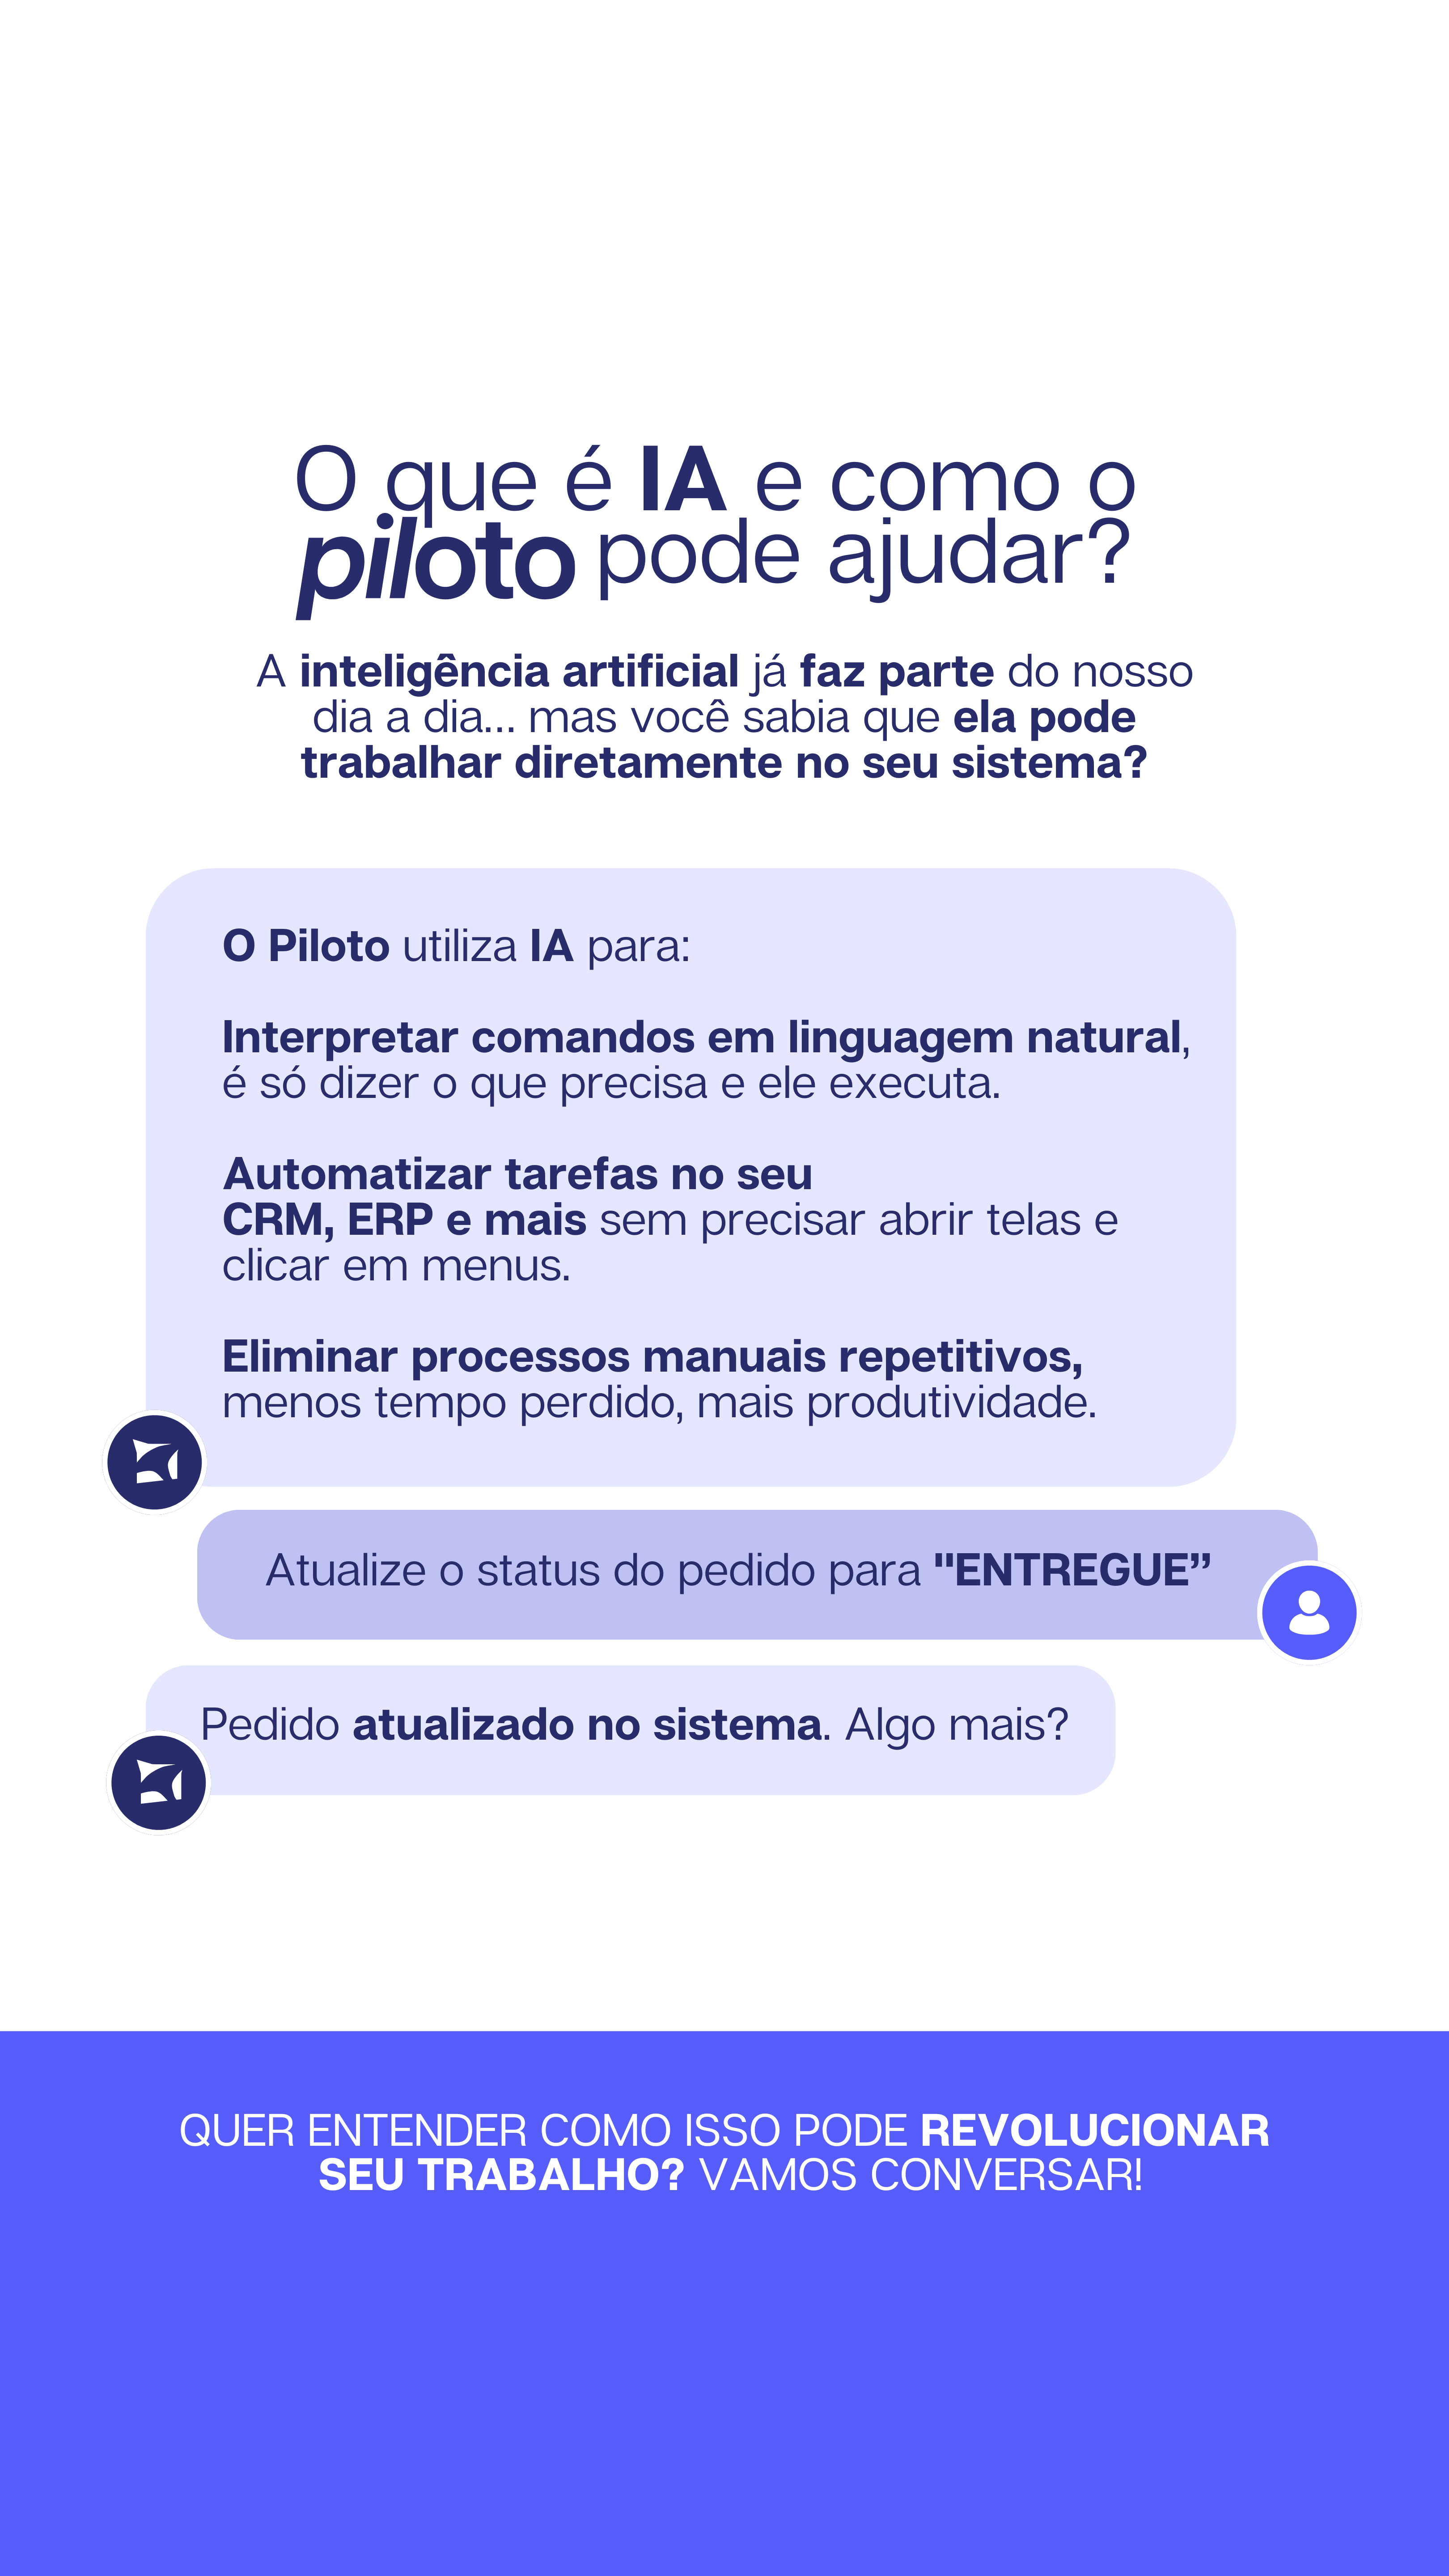 O que é IA e como o
piloto pode ajudar?
A inteligência artificial já faz parte do nosso
dia a dia... mas você sabia que ela pode
trabalhar diretamente no seu sistema?
O Piloto utiliza IA para:
Interpretar comandos em linguagem natural,
é só dizer o que precisa e ele executa.
Automatizar tarefas no seu
CRM, ERP e mais sem precisar abrir telas e
clicar em menus.
Eliminar processos manuais repetitivos,
menos tempo perdido, mais produtividade.
Atualize o status do pedido para "ENTREGUE”
Pedido atualizado no sistema. Algo mais?
QUER ENTENDER COMO ISSO PODE REVOLUCIONAR
SEU TRABALHO? VAMOS CONVERSAR!